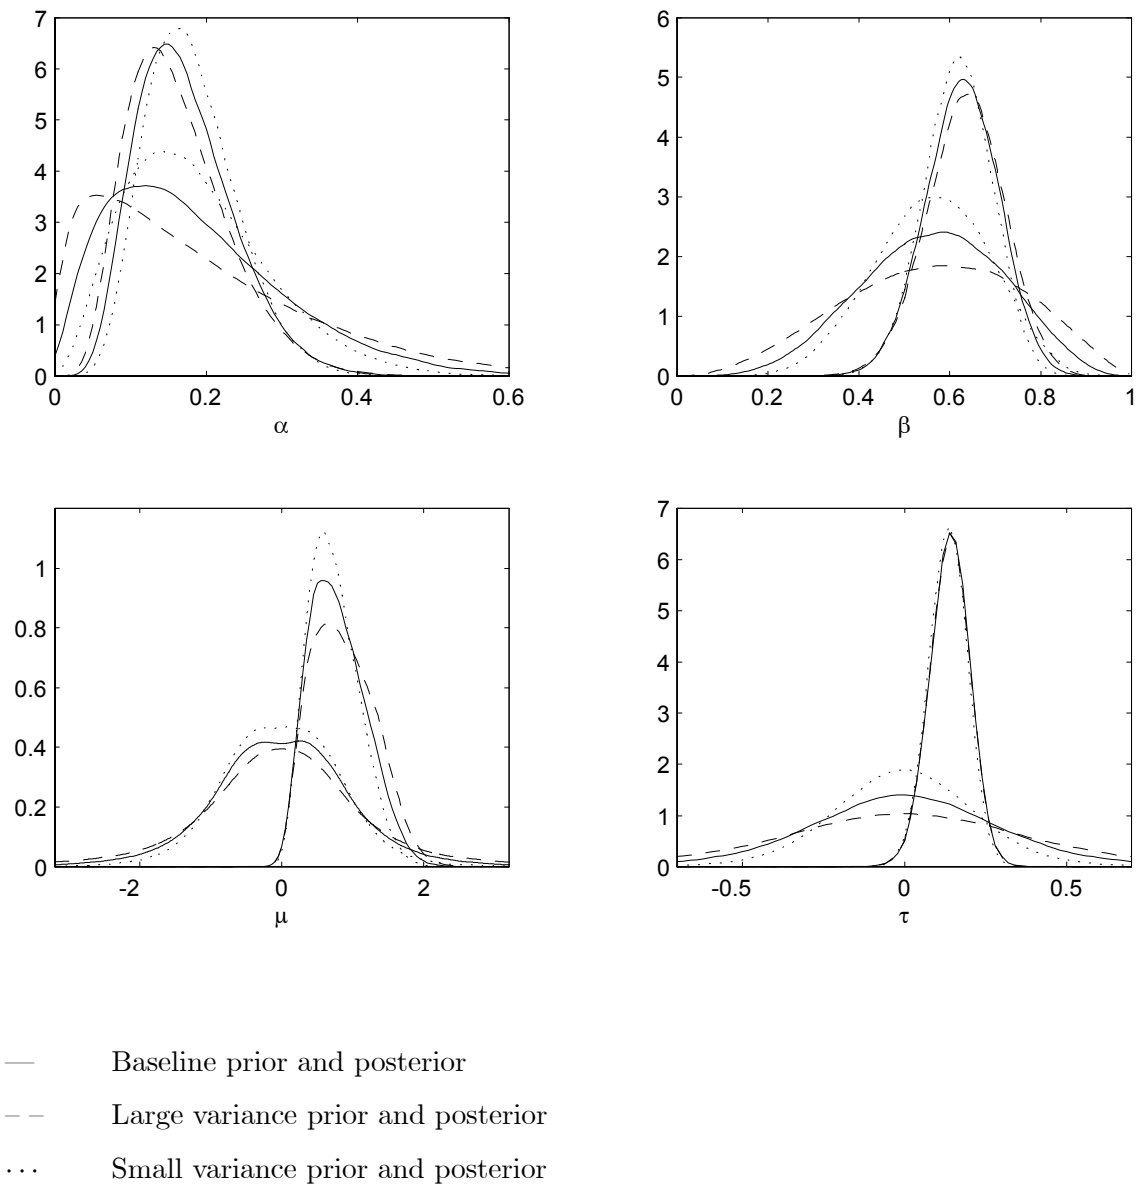 7
6
5
4
3
2
1
0
0 0.2 0.4 0.6
α
6
5
4
3
2
1
0
0 0.2 0.4 0.6 0.8 1
β
1
0.8
0.6
0.4
0.2
0
-2 0 2
μ
7
6
5
4
3
2
1
0
-0.5 0 0.5
τ
— Baseline prior and posterior
– – Large variance prior and posterior
··· Small variance prior and posterior